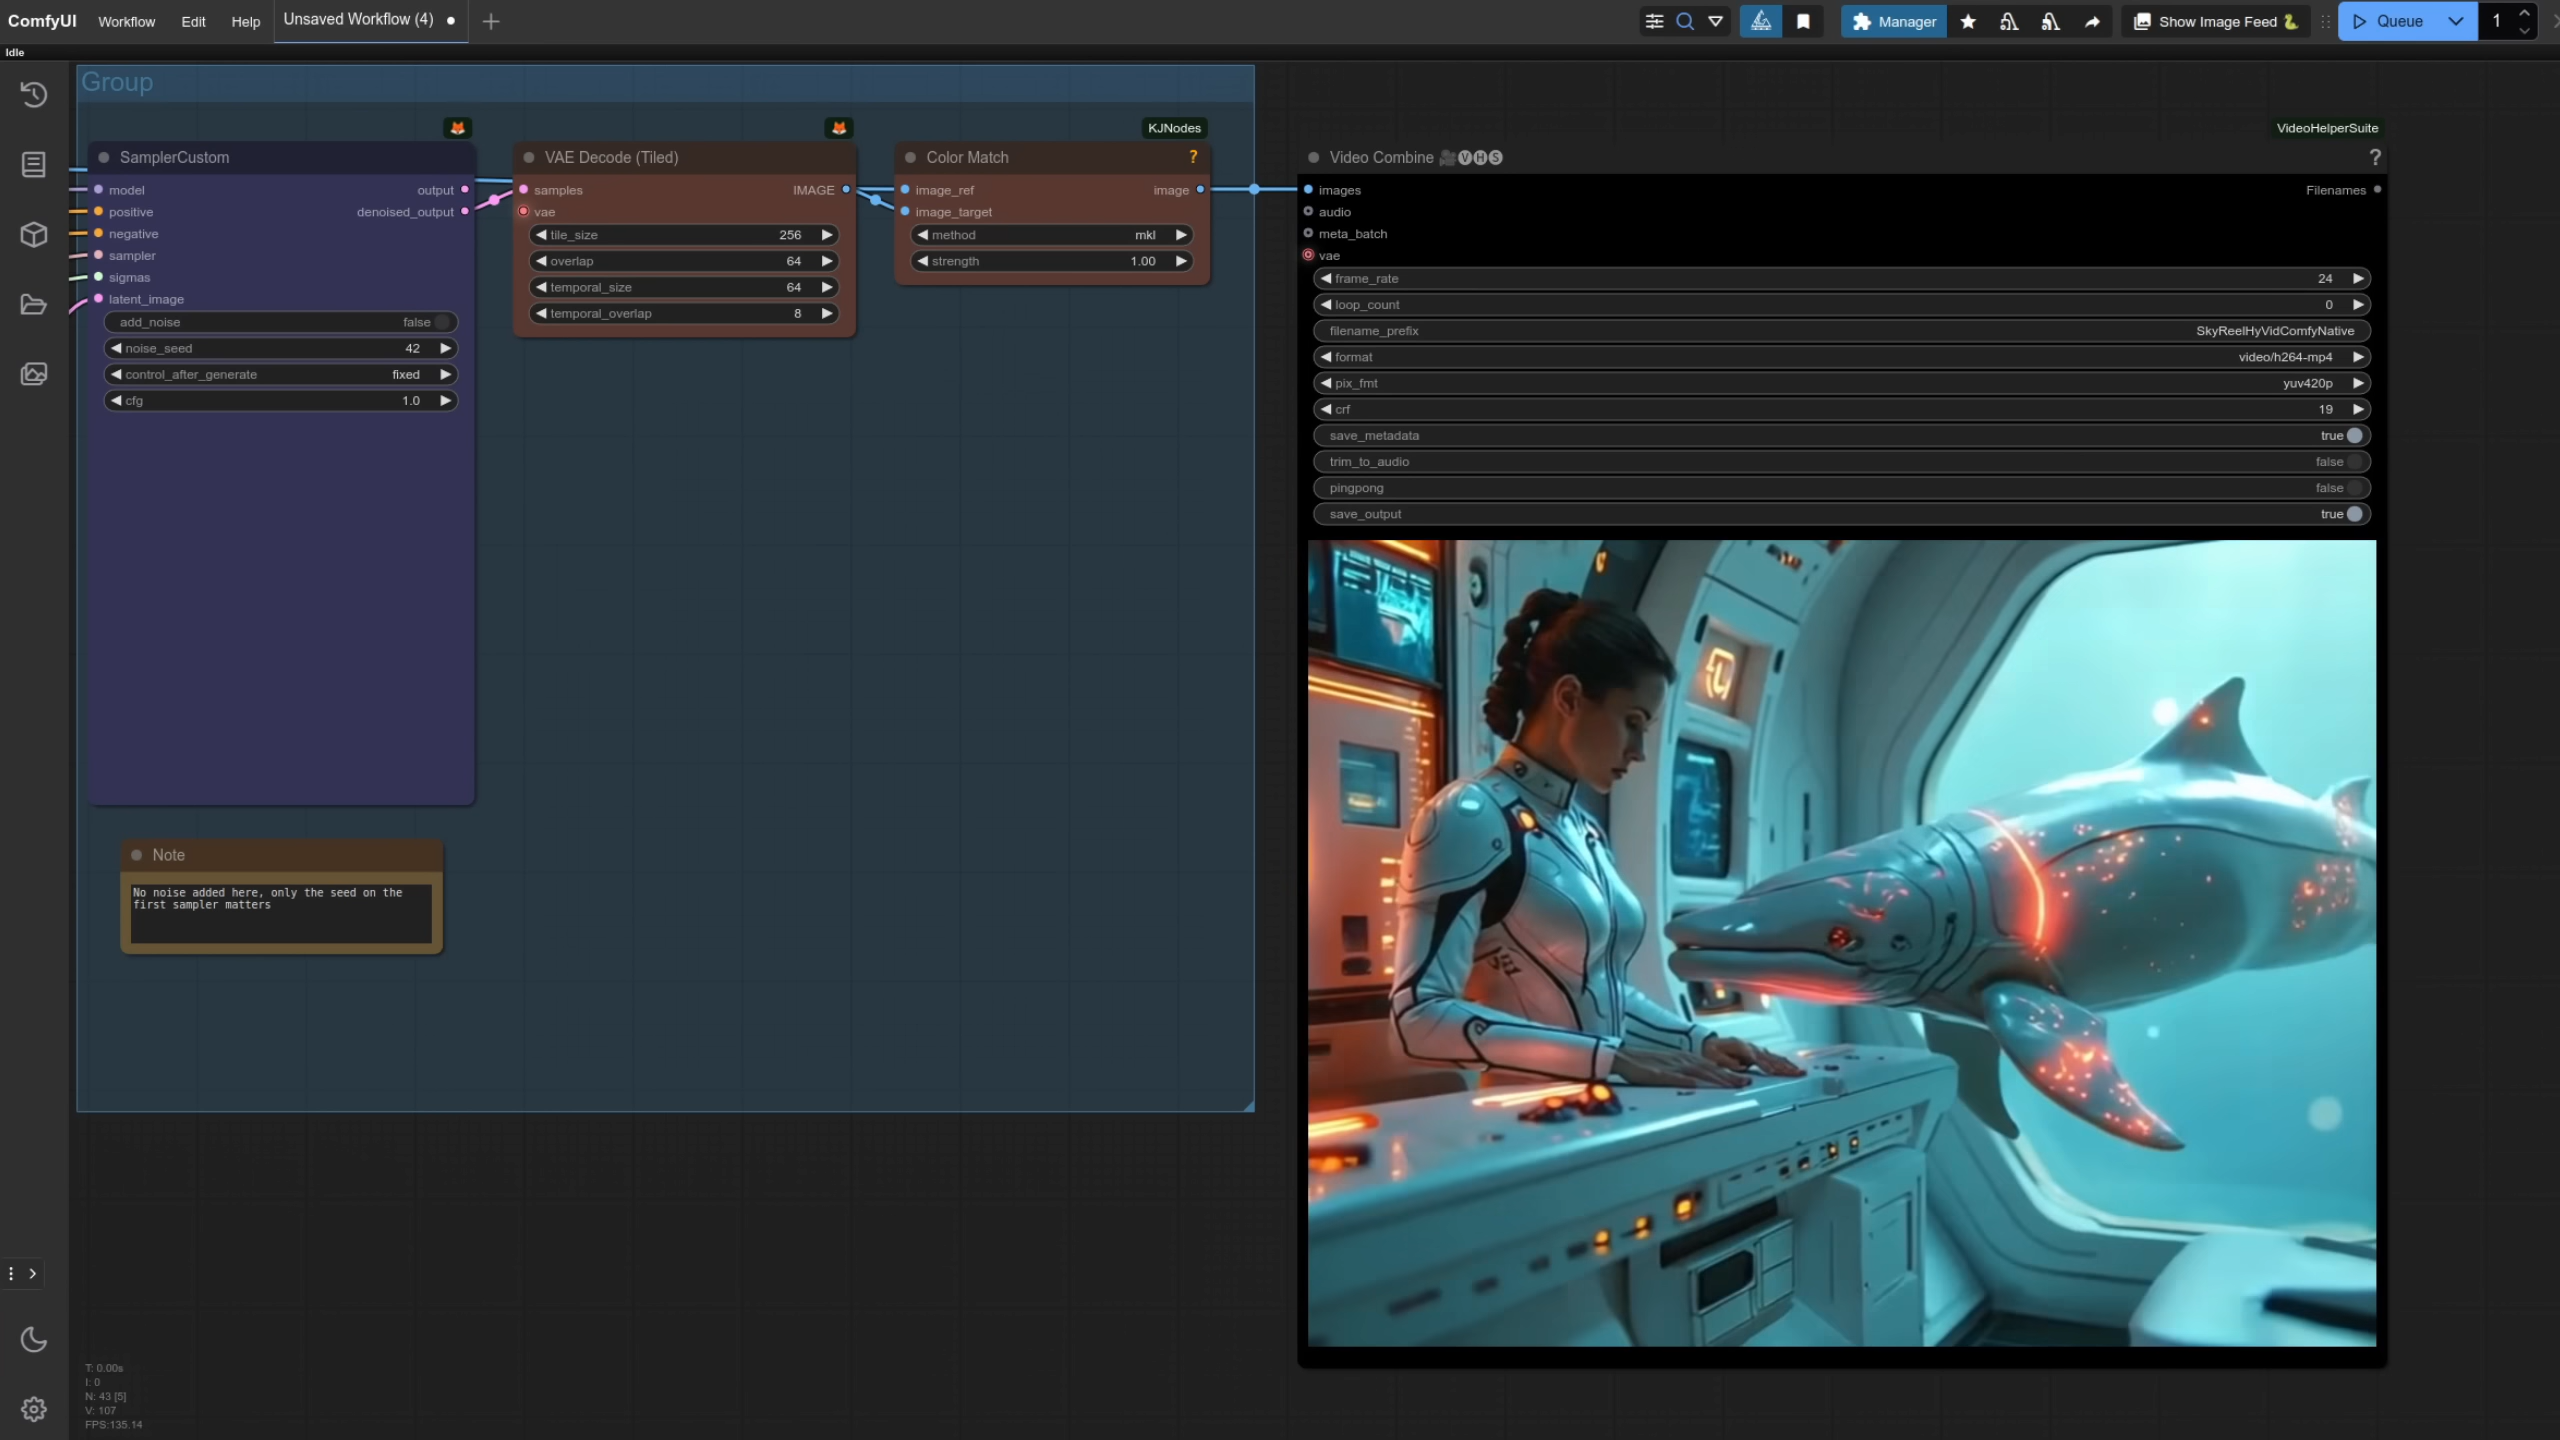 ComfyUI Workflow Edit Help Unsaved Workflow (4) Manager Show Image Feed Queue 1
Idle
Group
SamplerCustom
model output
positive denoised_output
negative
sampler
sigmas
latent_image
add_noise false
noise_seed 42
control_after_generate fixed
cfg 1.0
VAE Decode (Tiled)
samples IMAGE
vae
tile_size 256
overlap 64
temporal_size 64
temporal_overlap 8
KJNodes
Color Match ?
image_ref image
image_target
method mkl
strength 1.00
VideoHelperSuite
Video Combine 🎥🅥🅗🅢 ?
images Filenames
audio
meta_batch
vae
frame_rate 24
loop_count 0
filename_prefix SkyReelHyVidComfyNative
format video/h264-mp4
pix_fmt yuv420p
crf 19
save_metadata true
trim_to_audio false
pingpong false
save_output true
Note
No noise added here, only the seed on the
first sampler matters
T: 0.00s
I: 0
N: 43 [5]
V: 107
FPS:135.14